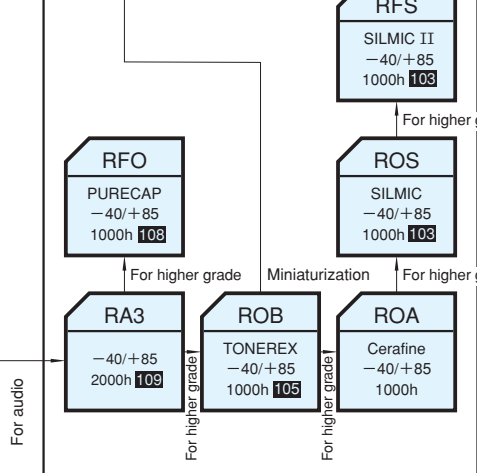 RFS
SILMIC II
−40/+85
1000h 103
For higher
RFO
PURECAP
−40/+85
1000h 108
ROS
SILMIC
−40/+85
1000h 103
For higher grade
Miniaturization
For higher
RA3
−40/+85
2000h 109
For higher grade
ROB
TONEREX
−40/+85
1000h 105
For higher grade
ROA
Cerafine
−40/+85
1000h
For audio